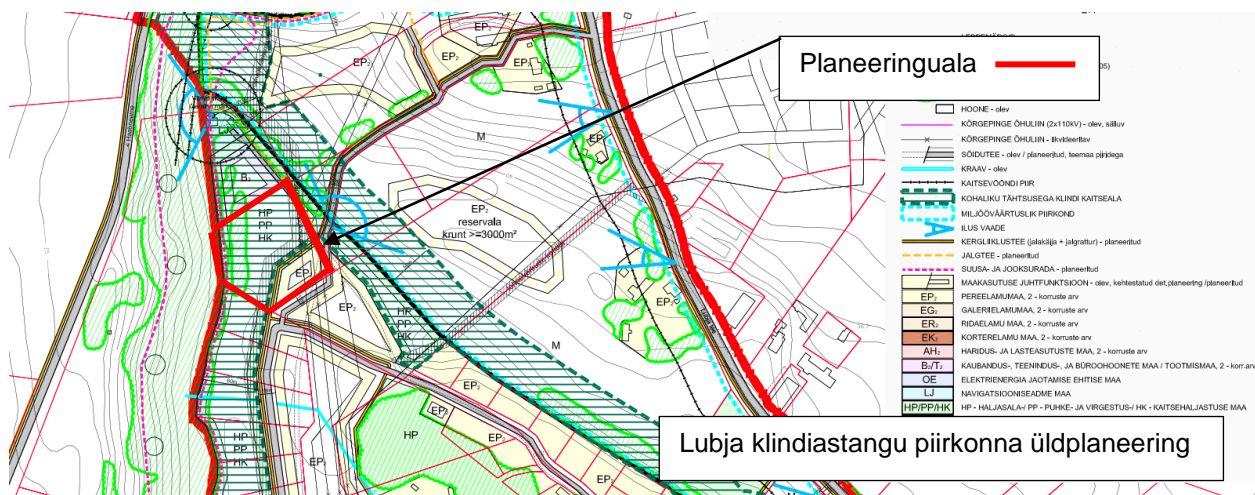 EP₂
EP₂
EP₂
Planeeringuala
05)
HOONE - olev
KÕRGEPINGE ÕHULIIN (2x110kV) - olev, säiluv
KÕRGEPINGE ÕHULIIN - likvideeritav
SÕIDUTEE - olev / planeeritud, teemaa piiridega
KRAAV - olev
KAITSEVÖÖNDI PIIR
KOHALIKU TÄHTSUSEGA KLINDI KAITSEALA
MILJÖÖVÄÄRTUSLIK PIIRKOND
ILUS VAADE
KERGLIIKLUSTEE (jalakäija + jalgrattur) - planeeritud
JALGTEE - planeeritud
SUUSA- JA JOOKSURADA - planeeritud
MAAKASUTUSE JUHTFUNKTSIOON - olev, kehtestatud det.planeering /planeeritud
EP₂ PEREELAMUMAA, 2 - korruste arv
EG₂ GALERIIELAMUMAA, 2 - korruste arv
ER₂ RIDAELAMU MAA, 2 - korruste arv
EK₂ KORTERELAMU MAA, 2 - korruste arv
AH₂ HARIDUS- JA LASTEASUTUSTE MAA, 2 - korruste arv
B₂/T₂ KAUBANDUS-, TEENINDUS-, JA BÜROOHOONETE MAA / TOOTMISMAA, 2 - korr.arv
OE ELEKTRIENERGIA JAOTAMISE EHITISE MAA
LJ NAVIGATSIOONISEADME MAA
HP/PP/HK HP - HALJASALA-/ PP - PUHKE- JA VIRGESTUS-/ HK - KAITSEHALJASTUSE MAA
M
EP₂
B₂
HP
PP
HK
EP₂
reservala
krunt >=3000m²
EP₂
EP₂
EP₂
HP
PP
HK
M
HP
PP
HK
EP₂
EP₂
EP₂
HP
EP₂
Lubja klindiastangu piirkonna üldplaneering